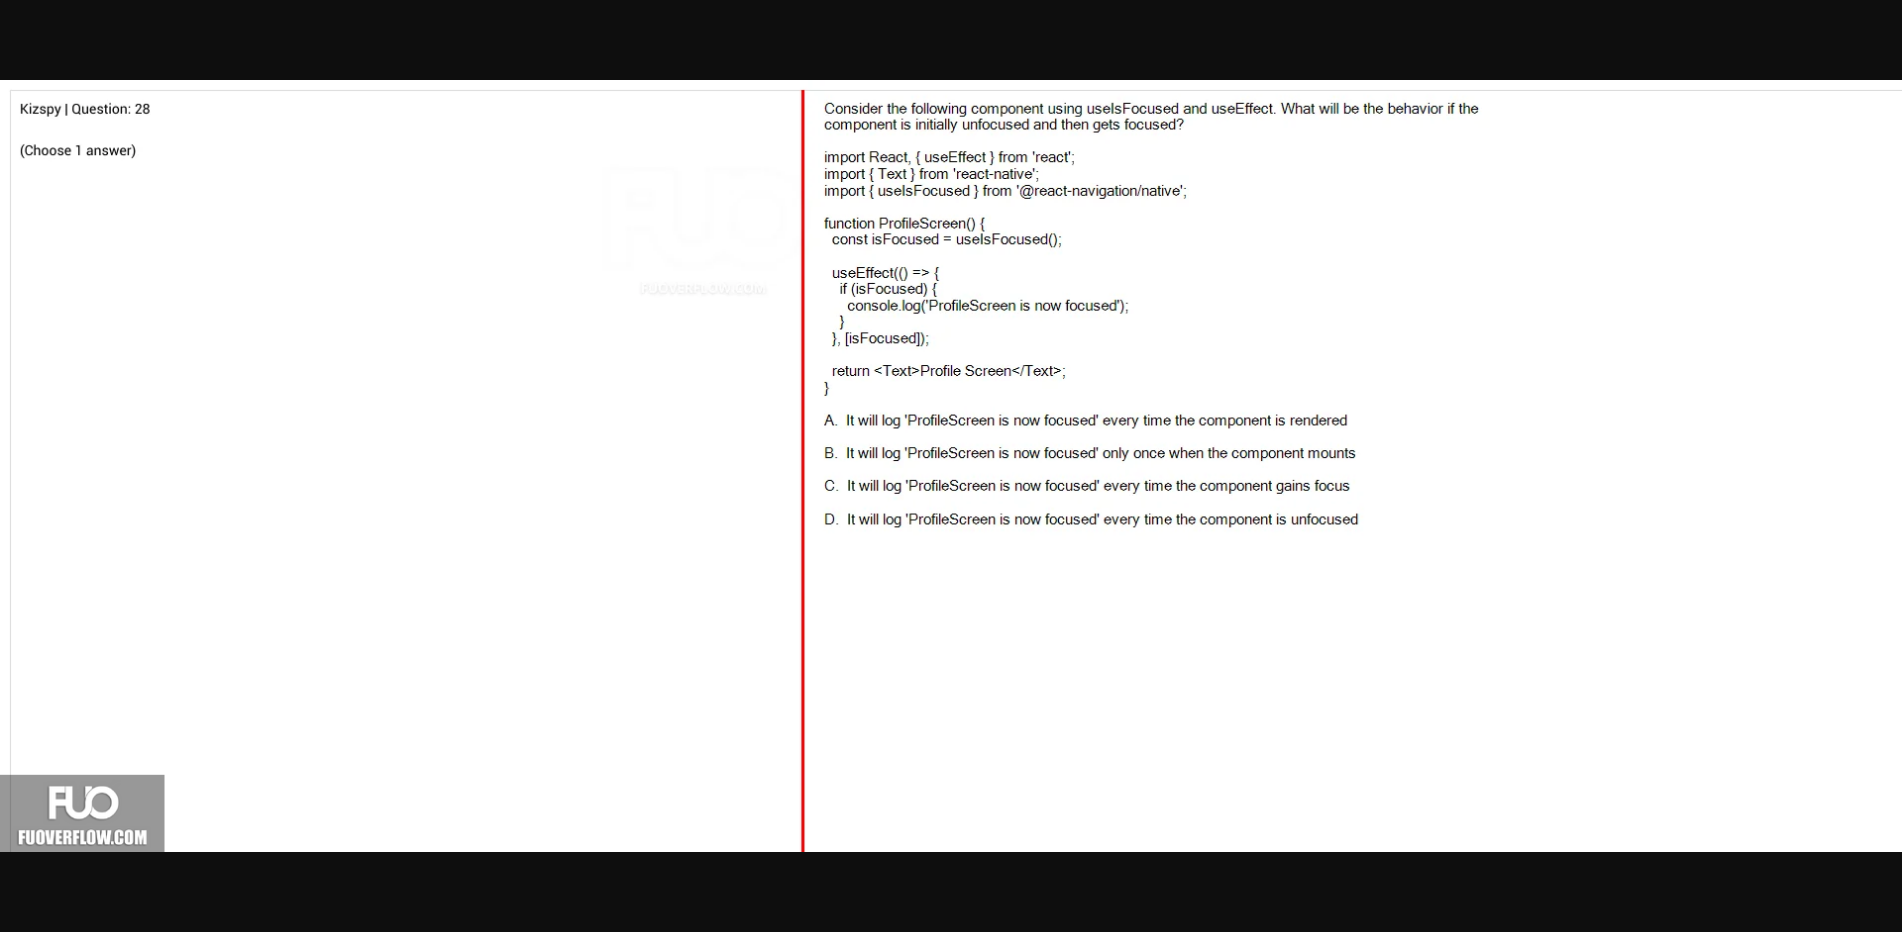 Kizspy | Question: 28
(Choose 1 answer)
FUO
FUOVERFLOW.COM
Consider the following component using useIsFocused and useEffect. What will be the behavior if the
component is initially unfocused and then gets focused?
import React, { useEffect } from 'react';
import { Text } from 'react-native';
import { useIsFocused } from '@react-navigation/native';
function ProfileScreen() {
const isFocused = useIsFocused();
useEffect(() => {
if (isFocused) {
console.log('ProfileScreen is now focused');
}
}, [isFocused]);
return <Text>Profile Screen</Text>;
}
A. It will log 'ProfileScreen is now focused' every time the component is rendered
B. It will log 'ProfileScreen is now focused' only once when the component mounts
C. It will log 'ProfileScreen is now focused' every time the component gains focus
D. It will log 'ProfileScreen is now focused' every time the component is unfocused
FUO
FUOVERFLOW.COM